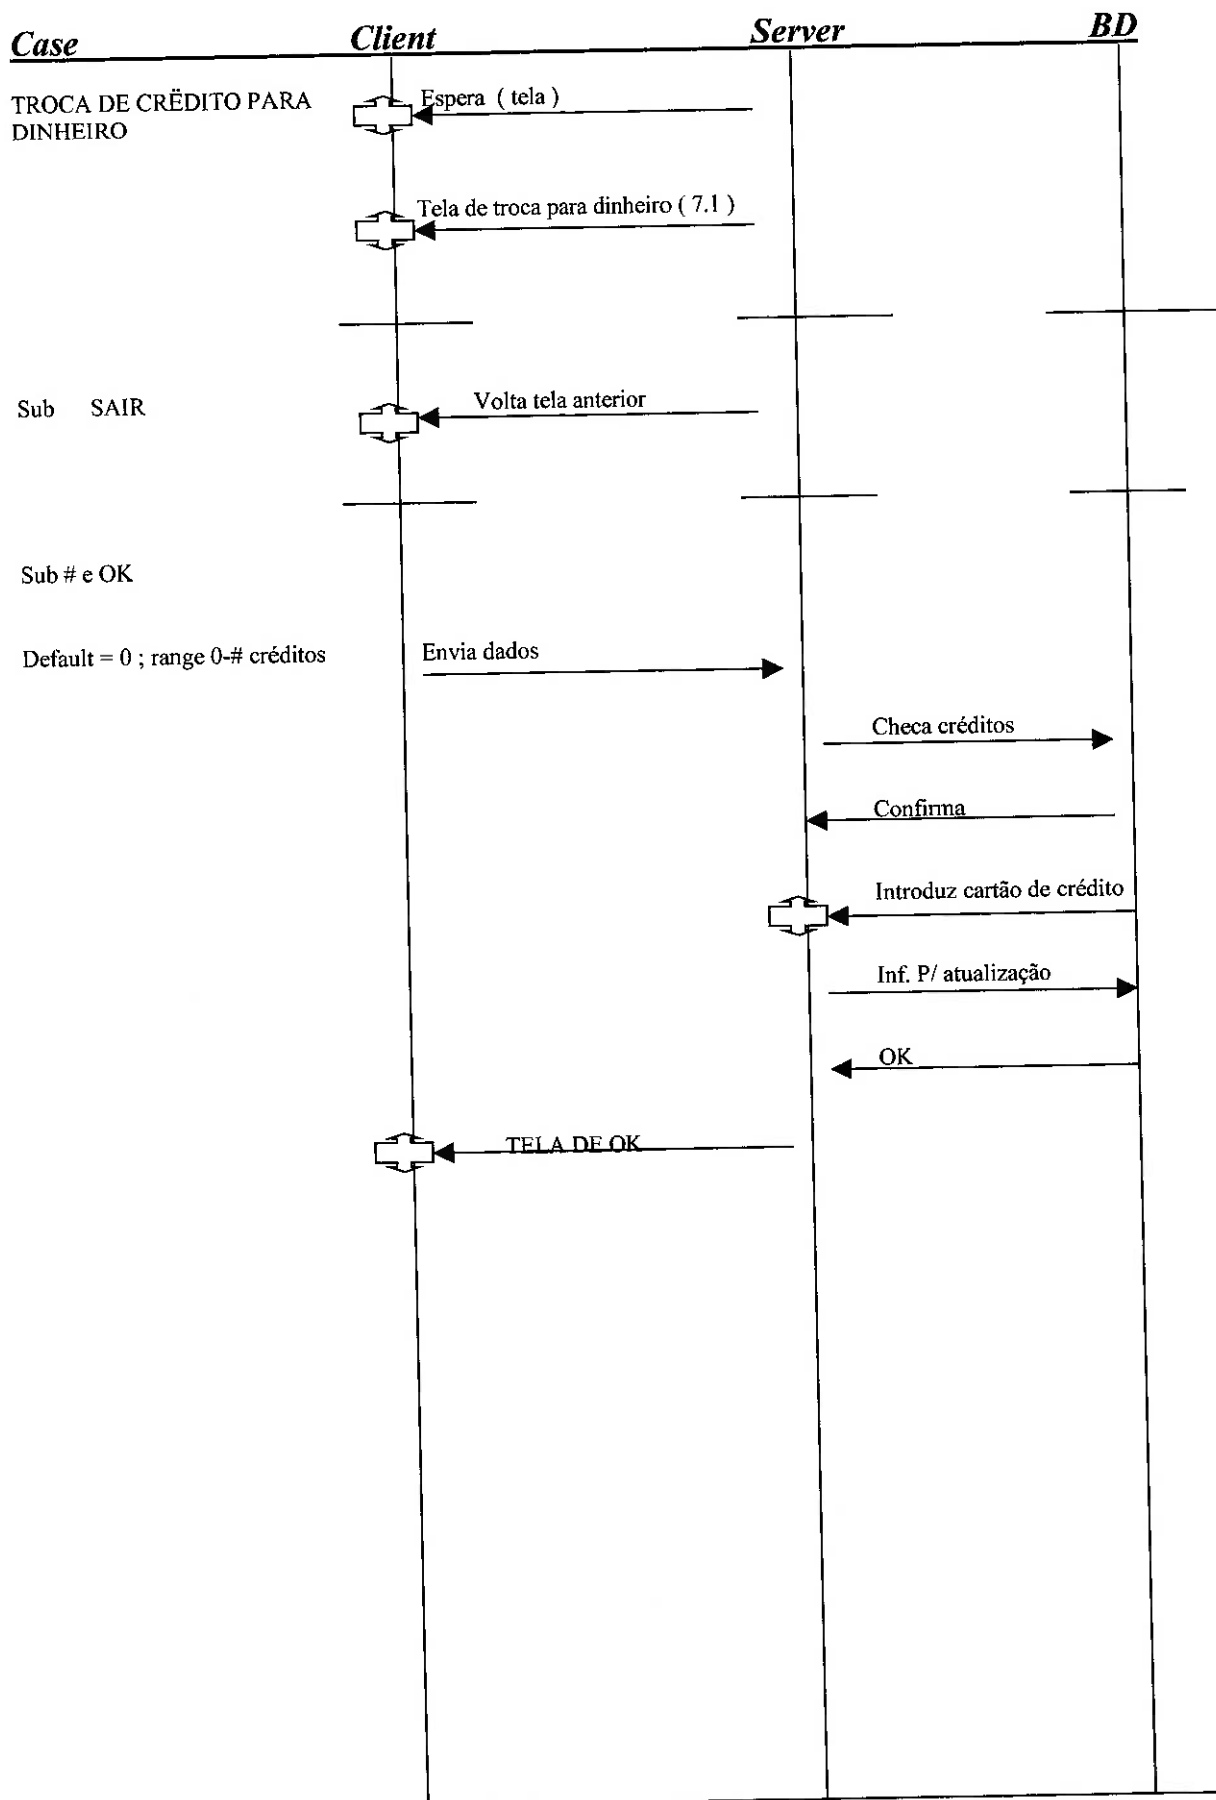 Case Client Server BD
TROCA DE CRËDITO PARA
DINHEIRO
Espera ( tela )
Tela de troca para dinheiro ( 7.1 )
Sub SAIR
Volta tela anterior
Sub # e OK
Default = 0 ; range 0-# créditos
Envia dados
Checa créditos
Confirma
Introduz cartão de crédito
Inf. P/ atualização
OK
TELA DE OK